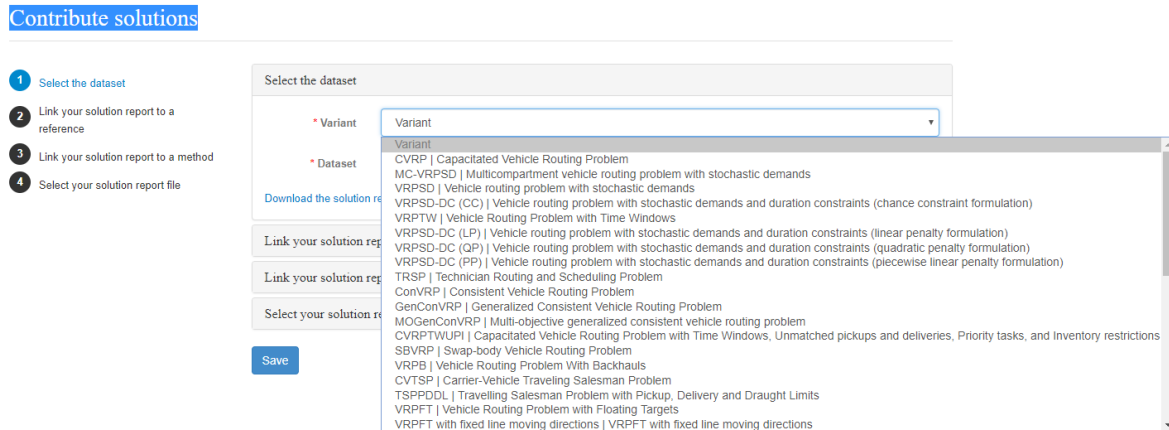 Contribute solutions
1 Select the dataset
2 Link your solution report to a
reference
3 Link your solution report to a method
4 Select your solution report file
Select the dataset
* Variant Variant
* Dataset
Download the solution re
Link your solution rep
Link your solution rep
Select your solution re
Save
Variant
CVRP | Capacitated Vehicle Routing Problem
MC-VRPSD | Multicompartment vehicle routing problem with stochastic demands
VRPSD | Vehicle routing problem with stochastic demands
VRPSD-DC (CC) | Vehicle routing problem with stochastic demands and duration constraints (chance constraint formulation)
VRPTW | Vehicle Routing Problem with Time Windows
VRPSD-DC (LP) | Vehicle routing problem with stochastic demands and duration constraints (linear penalty formulation)
VRPSD-DC (QP) | Vehicle routing problem with stochastic demands and duration constraints (quadratic penalty formulation)
VRPSD-DC (PP) | Vehicle routing problem with stochastic demands and duration constraints (piecewise linear penalty formulation)
TRSP | Technician Routing and Scheduling Problem
ConVRP | Consistent Vehicle Routing Problem
GenConVRP | Generalized Consistent Vehicle Routing Problem
MOGenConVRP | Multi-objective generalized consistent vehicle routing problem
CVRPTWUPI | Capacitated Vehicle Routing Problem with Time Windows, Unmatched pickups and deliveries, Priority tasks, and Inventory restrictions
SBVRP | Swap-body Vehicle Routing Problem
VRPB | Vehicle Routing Problem With Backhauls
CVTSP | Carrier-Vehicle Traveling Salesman Problem
TSPPDDL | Travelling Salesman Problem with Pickup, Delivery and Draught Limits
VRPFT | Vehicle Routing Problem with Floating Targets
VRPFT with fixed line moving directions | VRPFT with fixed line moving directions